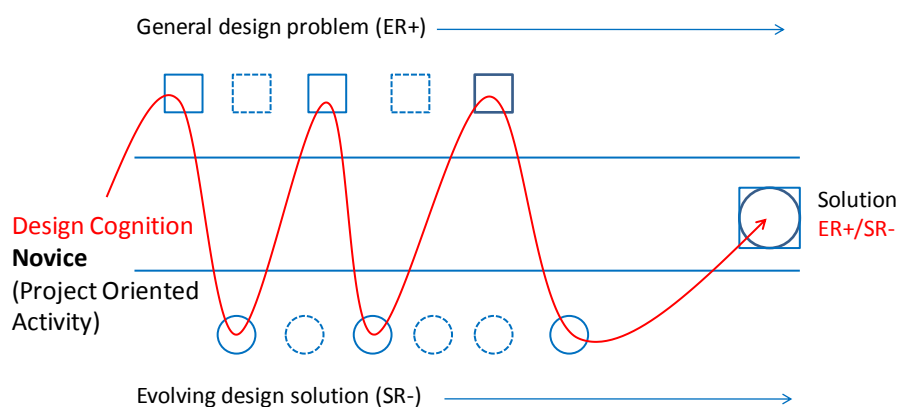 General design problem (ER+)
Design Cognition
Novice
(Project Oriented
Activity)
Solution
ER+/SR-
Evolving design solution (SR-)